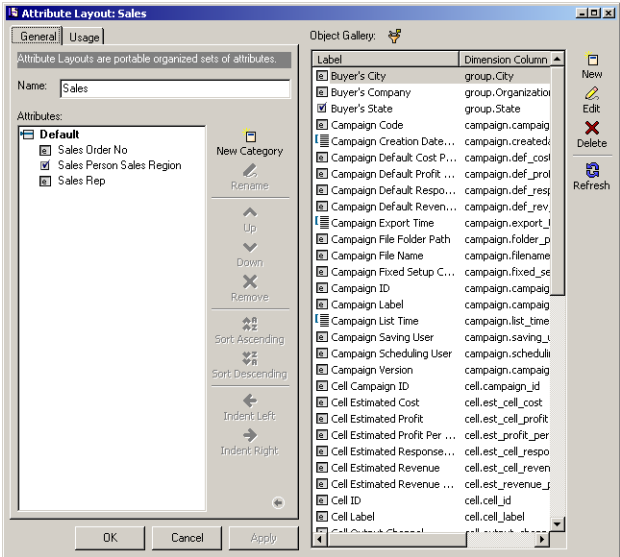 Attribute Layout: Sales
General Usage
Attribute Layouts are portable organized sets of attributes.
Name: Sales
Attributes:
Default
Sales Order No
Sales Person Sales Region
Sales Rep
New Category
Rename
Up
Down
Remove
Sort Ascending
Sort Descending
Indent Left
Indent Right
OK Cancel Apply
Object Gallery:
Label Dimension Column
Buyer's City group.City
Buyer's Company group.Organization
Buyer's State group.State
Campaign Code campaign.campaig
Campaign Creation Date... campaign.createda
Campaign Default Cost P... campaign.def_cost
Campaign Default Profit ... campaign.def_prof
Campaign Default Respo... campaign.def_resp
Campaign Default Reven... campaign.def_rev_
Campaign Export Time campaign.export_t
Campaign File Folder Path campaign.folder_p
Campaign File Name campaign.filename
Campaign Fixed Setup C... campaign.fixed_se
Campaign ID campaign.campaig
Campaign Label campaign.campaig
Campaign List Time campaign.list_time
Campaign Saving User campaign.saving_u
Campaign Scheduling User campaign.scheduli
Campaign Version campaign.campaig
Cell Campaign ID cell.campaign_id
Cell Estimated Cost cell.est_cell_cost
Cell Estimated Profit cell.est_cell_profit
Cell Estimated Profit Per ... cell.est_profit_per
Cell Estimated Response... cell.est_cell_respo
Cell Estimated Revenue cell.est_cell_reven
Cell Estimated Revenue ... cell.est_revenue_p
Cell ID cell.cell_id
Cell Label cell.cell_label
New
Edit
Delete
Refresh